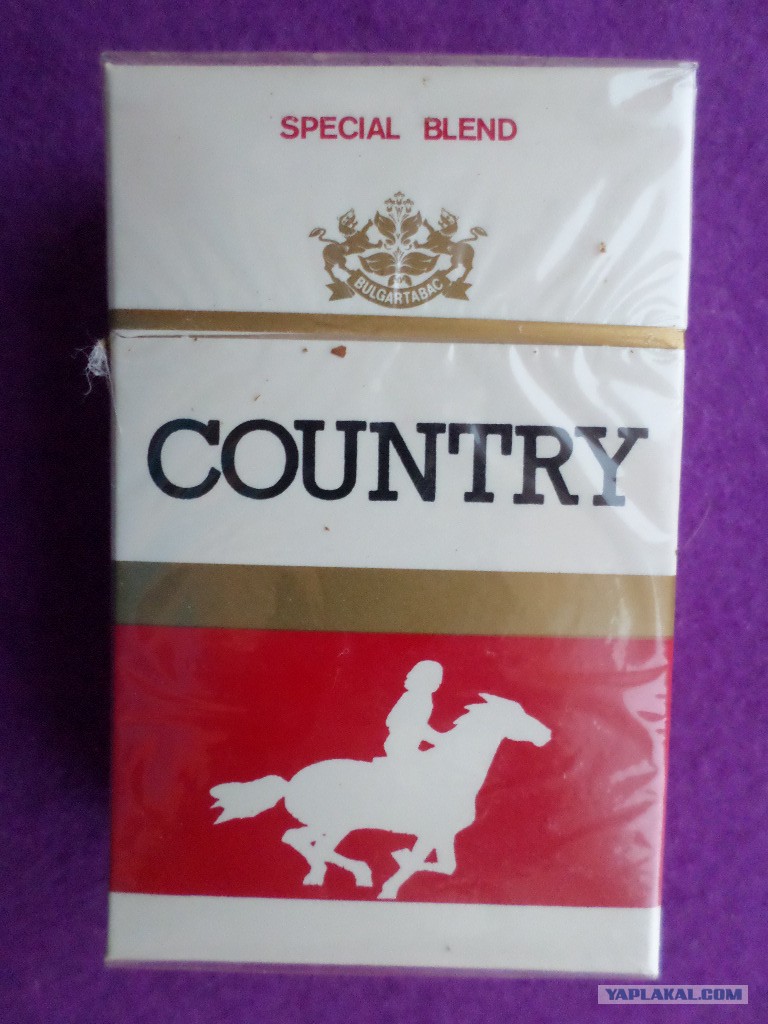 SPECIAL BLEND
BULGARTABAC
COUNTRY
YAPLAKAL.COM